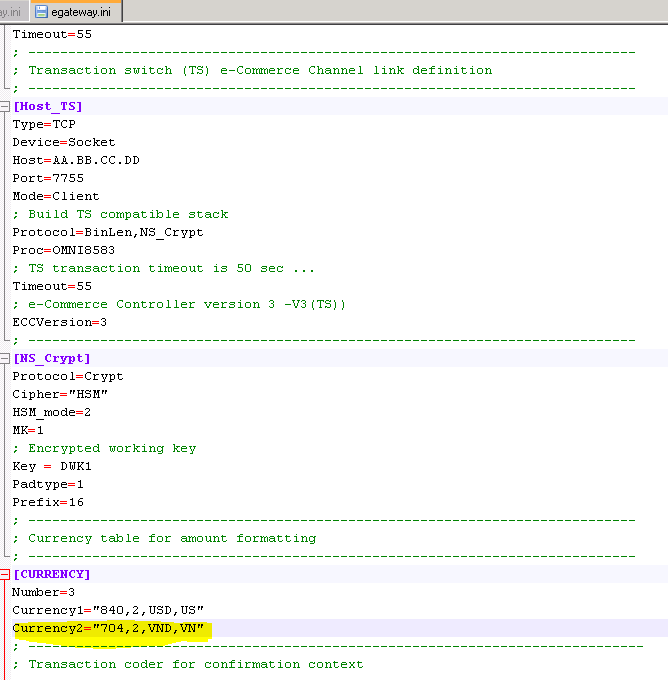 ay.ini egateway.ini
Timeout=55
; ----------------------------------------------------------------------------
; Transaction switch (TS) e-Commerce Channel link definition
; ----------------------------------------------------------------------------
[Host_TS]
Type=TCP
Device=Socket
Host=AA.BB.CC.DD
Port=7755
Mode=Client
; Build TS compatible stack
Protocol=BinLen,NS_Crypt
Proc=OMNI8583
; TS transaction timeout is 50 sec ...
Timeout=55
; e-Commerce Controller version 3 -V3(TS))
ECCVersion=3
; ----------------------------------------------------------------------------
[NS_Crypt]
Protocol=Crypt
Cipher="HSM"
HSM_mode=2
MK=1
; Encrypted working key
Key = DWK1
Padtype=1
Prefix=16
; ----------------------------------------------------------------------------
; Currency table for amount formatting
; ----------------------------------------------------------------------------
[CURRENCY]
Number=3
Currency1="840,2,USD,US"
Currency2="704,2,VND,VN"
; -----------------------------------------------------------------------------
; Transaction coder for confirmation context